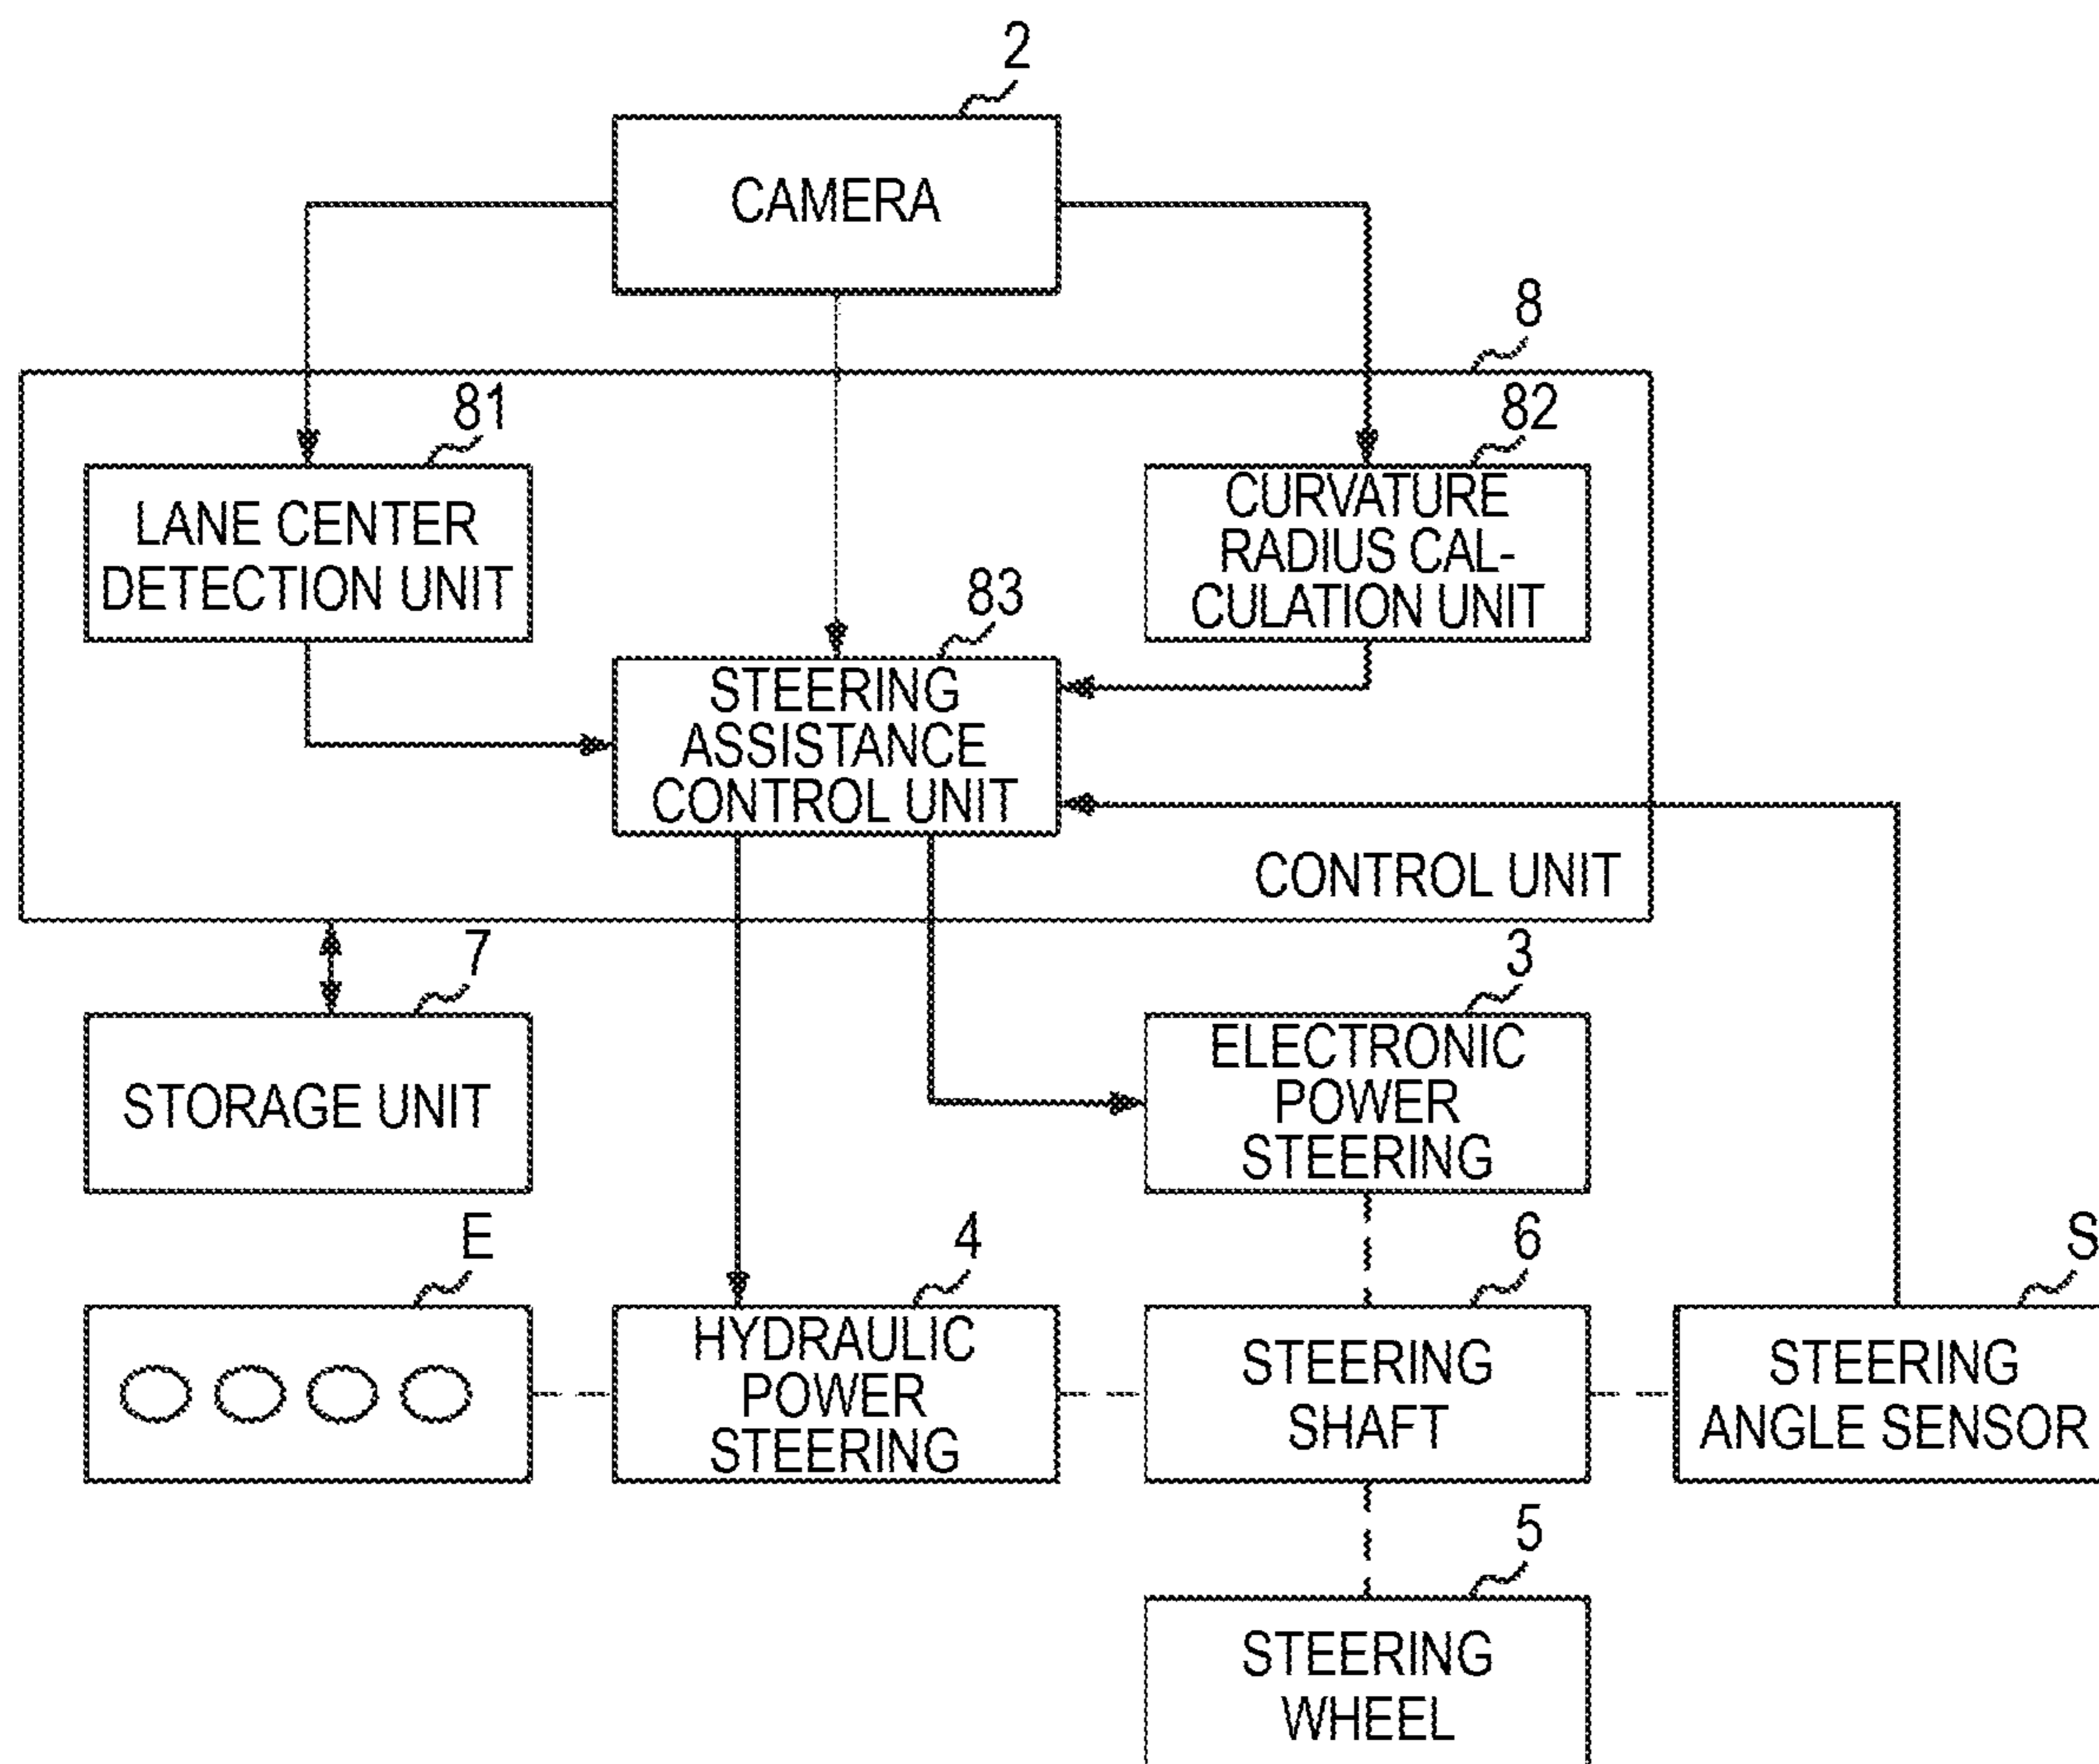 2
CAMERA
8
81
LANE CENTER
DETECTION UNIT
82
CURVATURE
RADIUS CAL-
CULATION UNIT
83
STEERING
ASSISTANCE
CONTROL UNIT
CONTROL UNIT
7
STORAGE UNIT
3
ELECTRONIC
POWER
STEERING
E
4
HYDRAULIC
POWER
STEERING
6
STEERING
SHAFT
S
STEERING
ANGLE SENSOR
5
STEERING
WHEEL